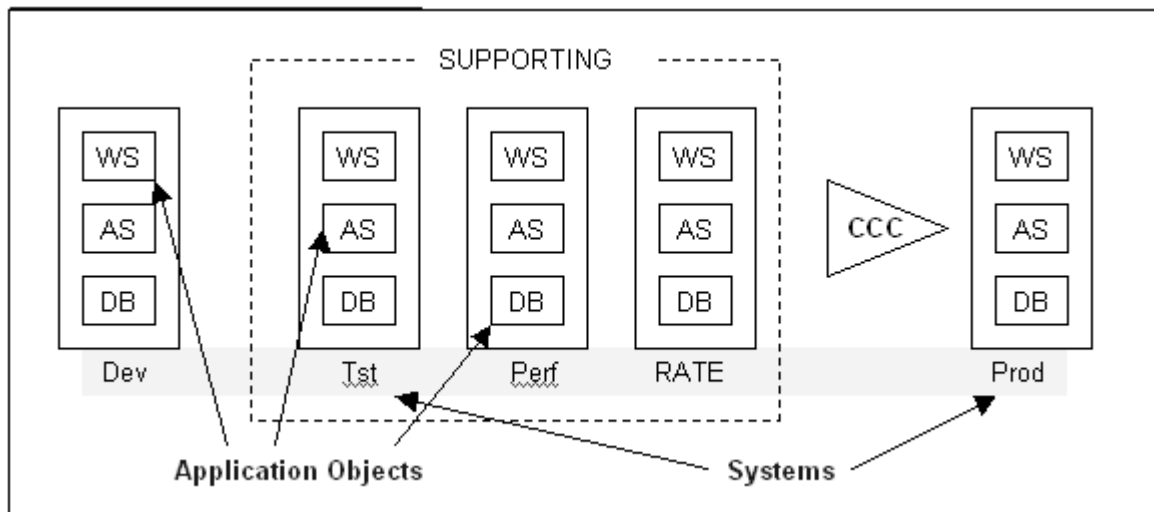 SUPPORTING
WS WS WS WS WS
AS AS AS AS CCC AS
DB DB DB DB DB
Dev Tst Perf RATE Prod
Application Objects Systems